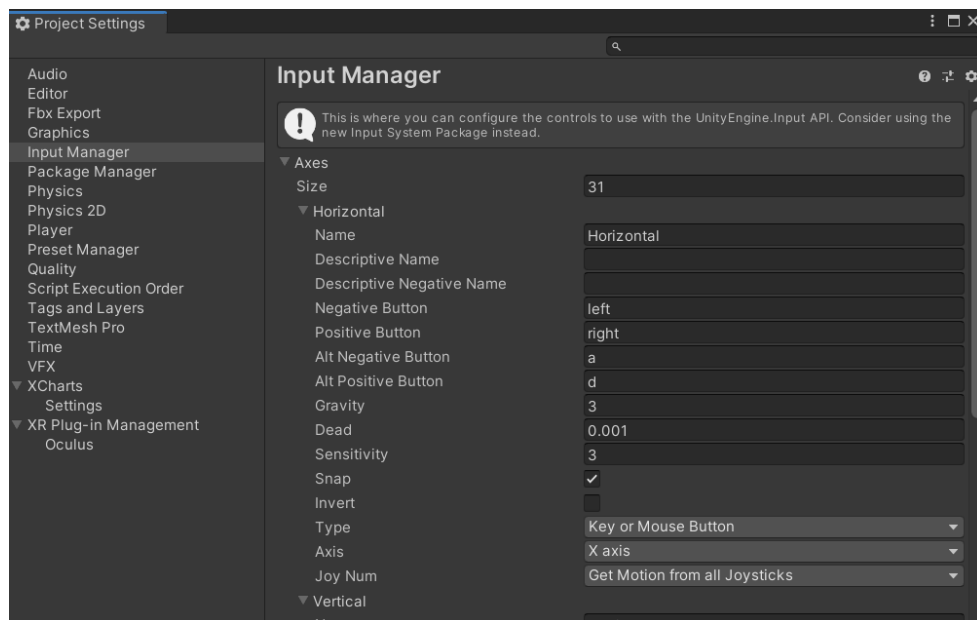 Project Settings
Audio
Editor
Fbx Export
Graphics
Input Manager
Package Manager
Physics
Physics 2D
Player
Preset Manager
Quality
Script Execution Order
Tags and Layers
TextMesh Pro
Time
VFX
XCharts
Settings
XR Plug-in Management
Oculus
Input Manager
This is where you can configure the controls to use with the UnityEngine.Input API. Consider using the
new Input System Package instead.
Axes
Size 31
Horizontal
Name Horizontal
Descriptive Name
Descriptive Negative Name
Negative Button left
Positive Button right
Alt Negative Button a
Alt Positive Button d
Gravity 3
Dead 0.001
Sensitivity 3
Snap
Invert
Type Key or Mouse Button
Axis X axis
Joy Num Get Motion from all Joysticks
Vertical